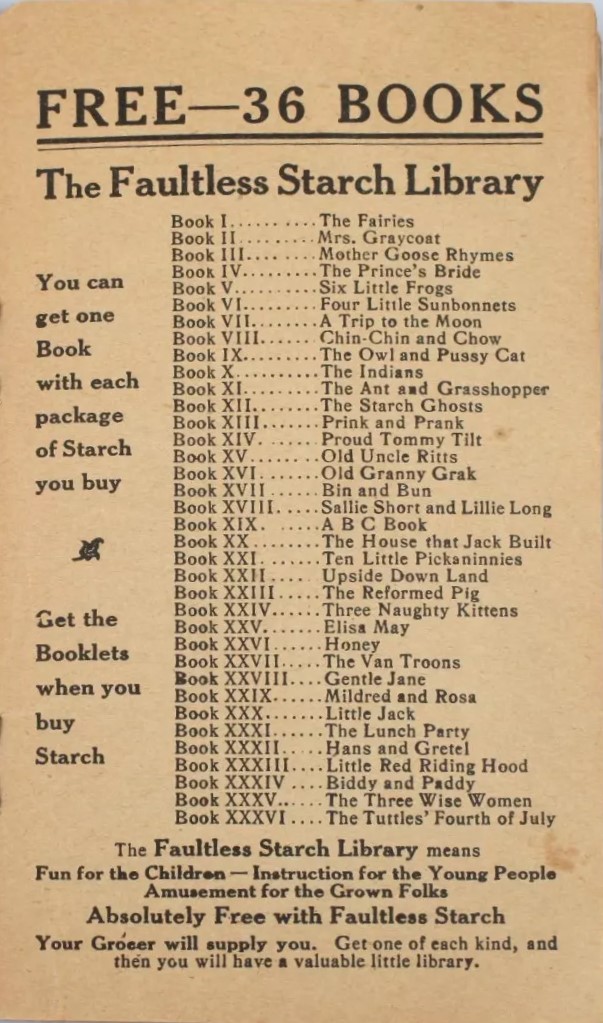 FREE—36 BOOKS
The Faultless Starch Library
You can
get one
Book
with each
package
of Starch
you buy
Get the
Booklets
when you
buy
Starch
Book I..........The Fairies
Book II.........Mrs. Graycoat
Book III........Mother Goose Rhymes
Book IV.........The Prince's Bride
Book V..........Six Little Frogs
Book VI.........Four Little Sunbonnets
Book VII........A Trip to the Moon
Book VIII.......Chin-Chin and Chow
Book IX.........The Owl and Pussy Cat
Book X..........The Indians
Book XI.........The Ant and Grasshopper
Book XII........The Starch Ghosts
Book XIII.......Prink and Prank
Book XIV. ......Proud Tommy Tilt
Book XV.........Old Uncle Ritts
Book XVI........Old Granny Grak
Book XVII ......Bin and Bun
Book XVIII......Sallie Short and Lillie Long
Book XIX. .....A B C Book
Book XX ........The House that Jack Built
Book XXI. .......Ten Little Pickaninnies
Book XXII .... Upside Down Land
Book XXIII .....The Reformed Pig
Book XXIV......Three Naughty Kittens
Book XXV.......Elisa May
Book XXVI ......Honey
Book XXVII.....The Van Troons
Book XXVIII....Gentle Jane
Book XXIX......Mildred and Rosa
Book XXX.......Little Jack
Book XXXI......The Lunch Party
Book XXXII.....Hans and Gretel
Book XXXIII....Little Red Riding Hood
Book XXXIV ....Biddy and Paddy
Book XXXV......The Three Wise Women
Book XXXVI ....The Tuttles' Fourth of July
The Faultless Starch Library means
Fun for the Children — Instruction for the Young People
Amusement for the Grown Folks
Absolutely Free with Faultless Starch
Your Grocer will supply you. Get one of each kind, and
then you will have a valuable little library.